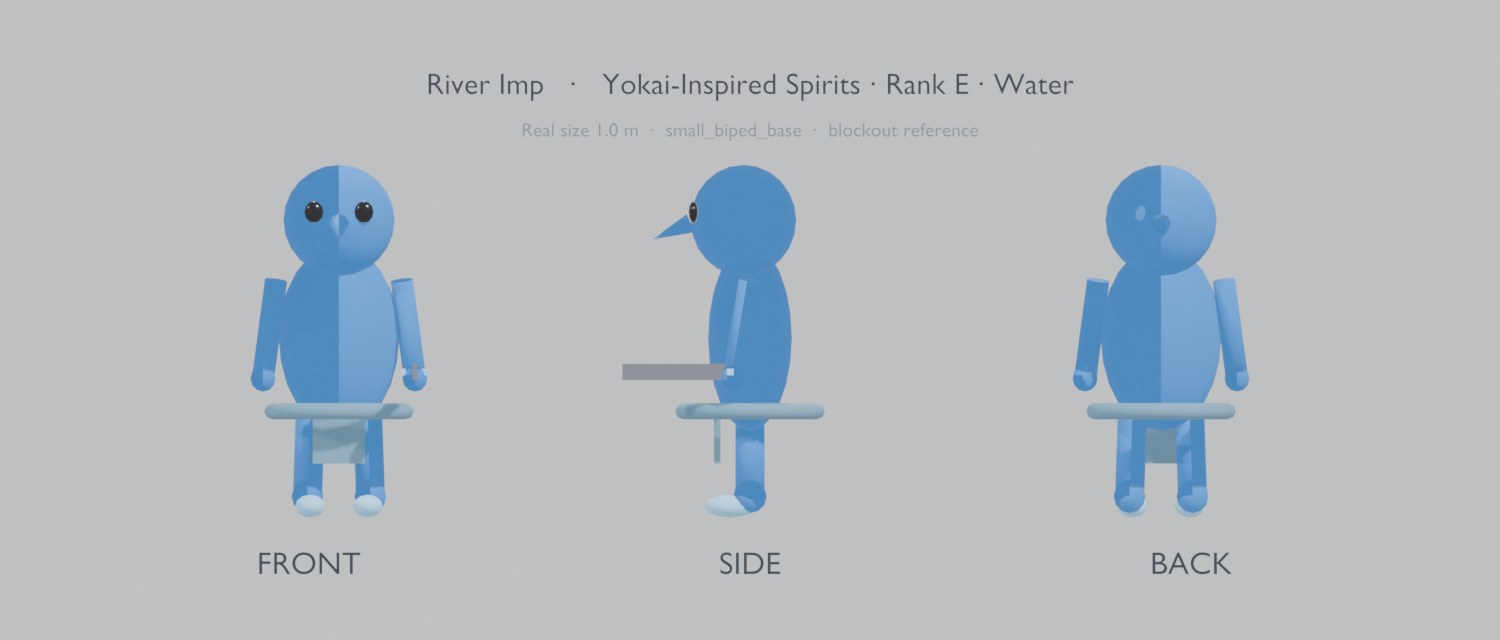 River Imp · Yokai-Inspired Spirits · Rank E · Water
Real size 1.0 m · small_biped_base · blockout reference
FRONT SIDE BACK